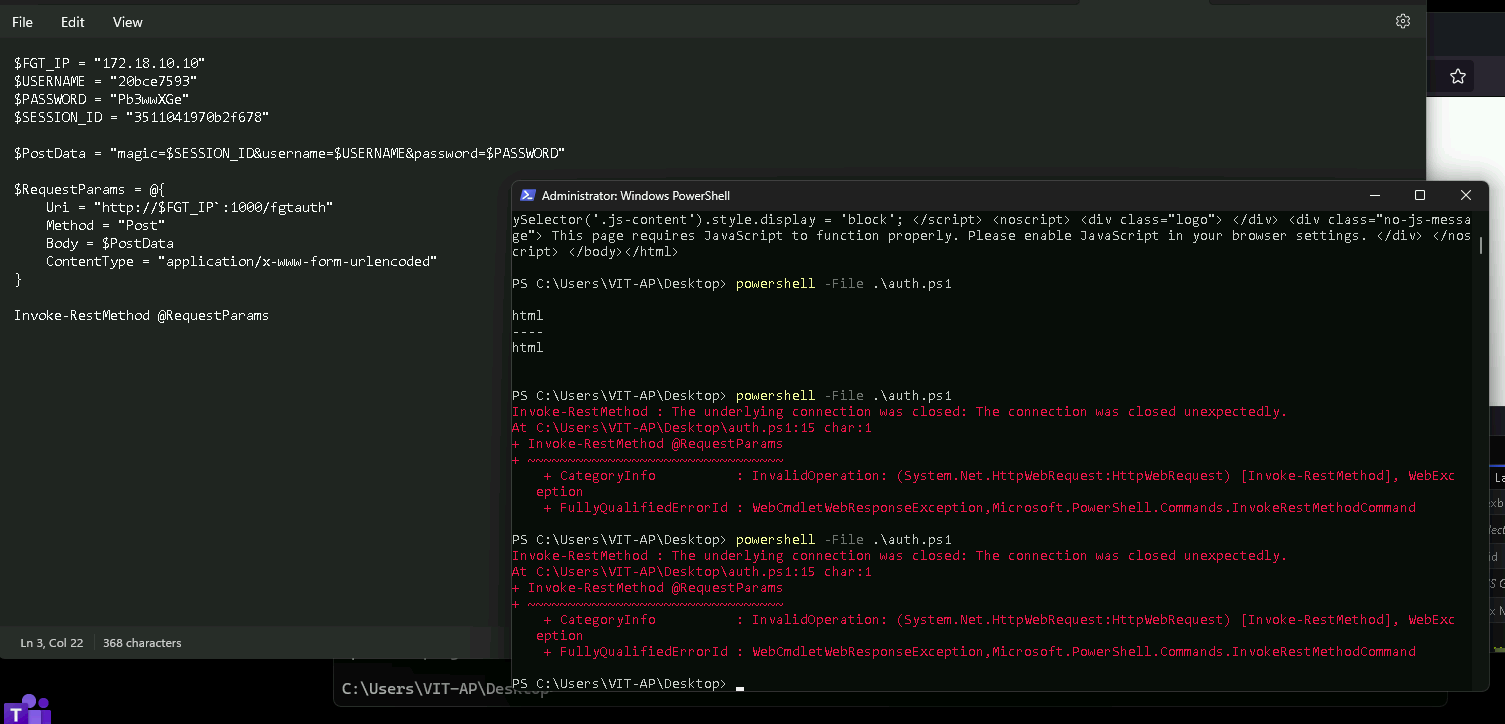 File Edit View
$FGT_IP = "172.18.10.10"
$USERNAME = "20bce7593"
$PASSWORD = "Pb3wwXGe"
$SESSION_ID = "3511041970b2f678"
$PostData = "magic=$SESSION_ID&username=$USERNAME&password=$PASSWORD"
$RequestParams = @{
    Uri = "http://$FGT_IP`:1000/fgtauth"
    Method = "Post"
    Body = $PostData
    ContentType = "application/x-www-form-urlencoded"
}
Invoke-RestMethod @RequestParams
Ln 3, Col 22 368 characters
Administrator: Windows PowerShell
ySelector('.js-content').style.display = 'block'; </script> <noscript> <div class="logo"> </div> <div class="no-js-messa
ge"> This page requires JavaScript to function properly. Please enable JavaScript in your browser settings. </div> </nos
cript> </body></html>
PS C:\Users\VIT-AP\Desktop> powershell -File .\auth.ps1
html
----
html
PS C:\Users\VIT-AP\Desktop> powershell -File .\auth.ps1
Invoke-RestMethod : The underlying connection was closed: The connection was closed unexpectedly.
At C:\Users\VIT-AP\Desktop\auth.ps1:15 char:1
+ Invoke-RestMethod @RequestParams
+ ~~~~~~~~~~~~~~~~~~~~~~~~~~~~~~~~
    + CategoryInfo          : InvalidOperation: (System.Net.HttpWebRequest:HttpWebRequest) [Invoke-RestMethod], WebExc
   eption
    + FullyQualifiedErrorId : WebCmdletWebResponseException,Microsoft.PowerShell.Commands.InvokeRestMethodCommand
PS C:\Users\VIT-AP\Desktop> powershell -File .\auth.ps1
Invoke-RestMethod : The underlying connection was closed: The connection was closed unexpectedly.
At C:\Users\VIT-AP\Desktop\auth.ps1:15 char:1
+ Invoke-RestMethod @RequestParams
+ ~~~~~~~~~~~~~~~~~~~~~~~~~~~~~~~~
    + CategoryInfo          : InvalidOperation: (System.Net.HttpWebRequest:HttpWebRequest) [Invoke-RestMethod], WebExc
   eption
    + FullyQualifiedErrorId : WebCmdletWebResponseException,Microsoft.PowerShell.Commands.InvokeRestMethodCommand
PS C:\Users\VIT-AP\Desktop>
C:\Users\VIT-AP\Desktop
T